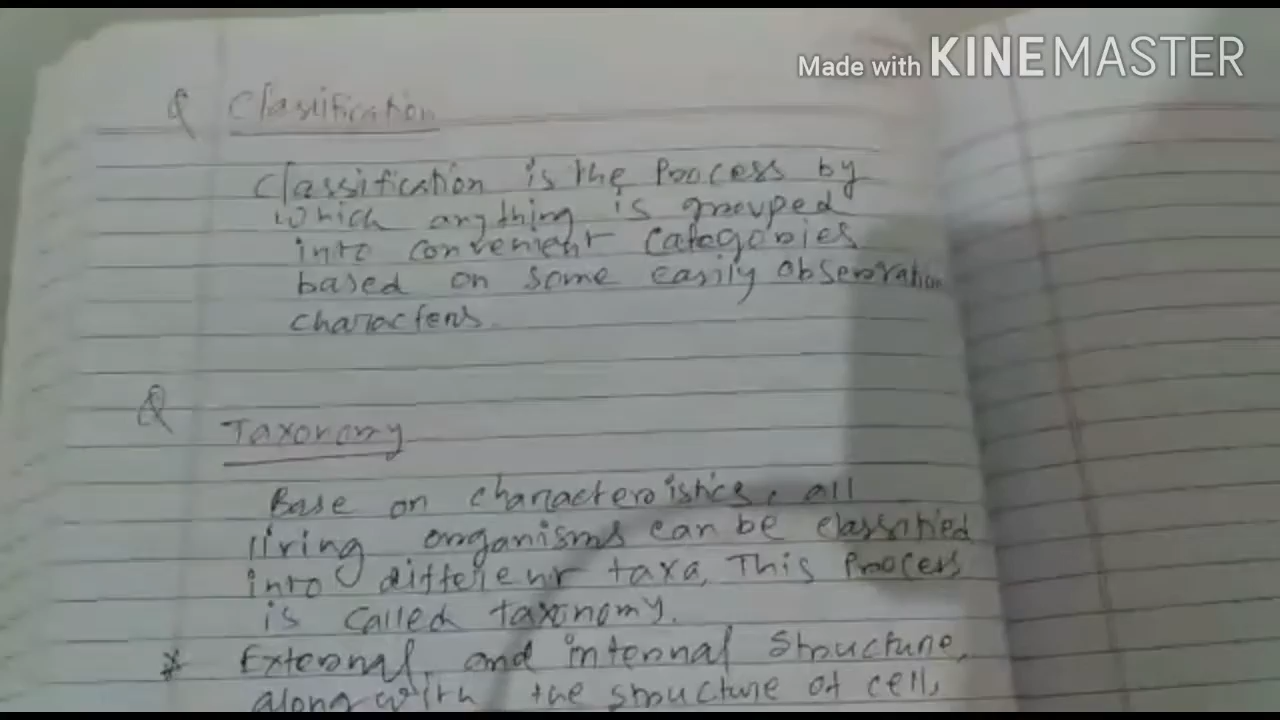 Made with KINEMASTER
Q Classification
Classification is the Process by
which anything is grouped
into convenient categories
based on some easily observation
characters.
Q
Taxonomy
Base on characteristics, all
living organisms can be classified
into different taxa, This Process
is called taxonomy.
* External, and internal structure,
along with the structure of cell,